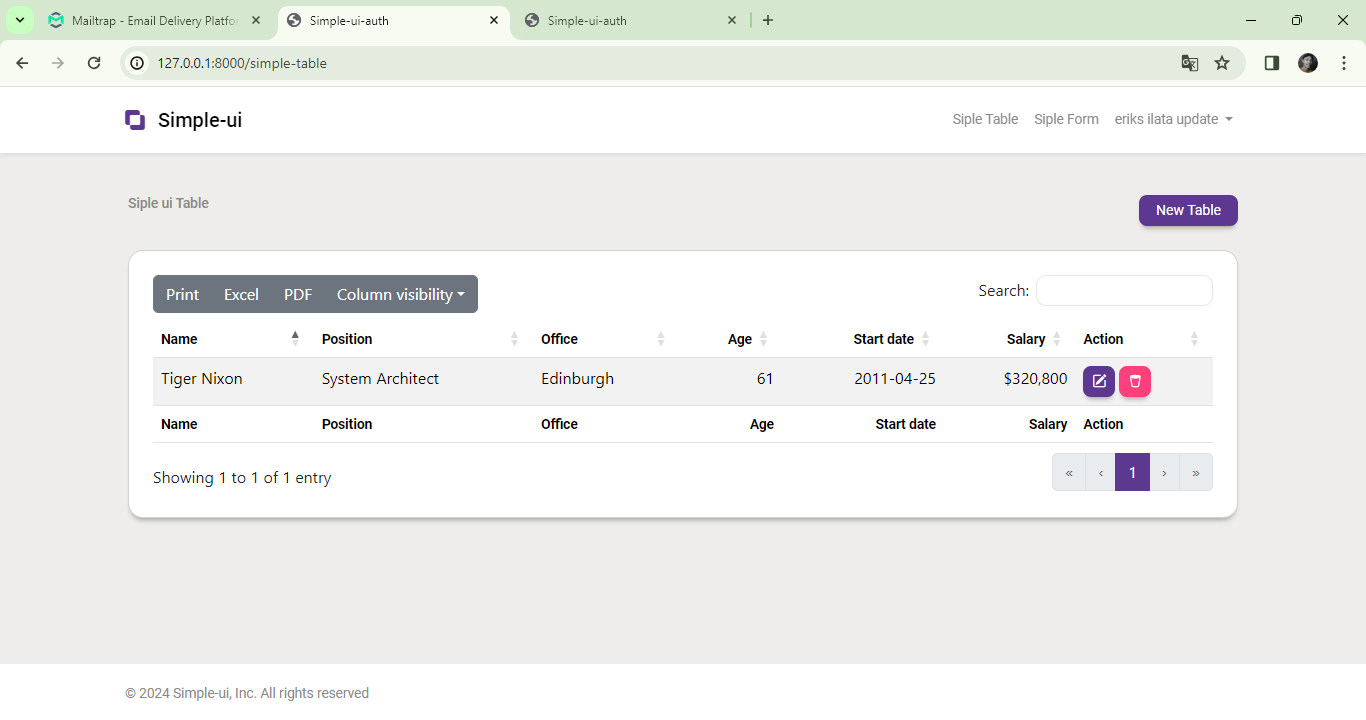 Mailtrap - Email Delivery Platfo
Simple-ui-auth
Simple-ui-auth
127.0.0.1:8000/simple-table
Simple-ui
Siple Table Siple Form eriks ilata update
Siple ui Table
New Table
Print Excel PDF Column visibility
Search:
Name Position Office Age Start date Salary Action
Tiger Nixon System Architect Edinburgh 61 2011-04-25 $320,800
Name Position Office Age Start date Salary Action
Showing 1 to 1 of 1 entry
« ‹ 1 › »
© 2024 Simple-ui, Inc. All rights reserved